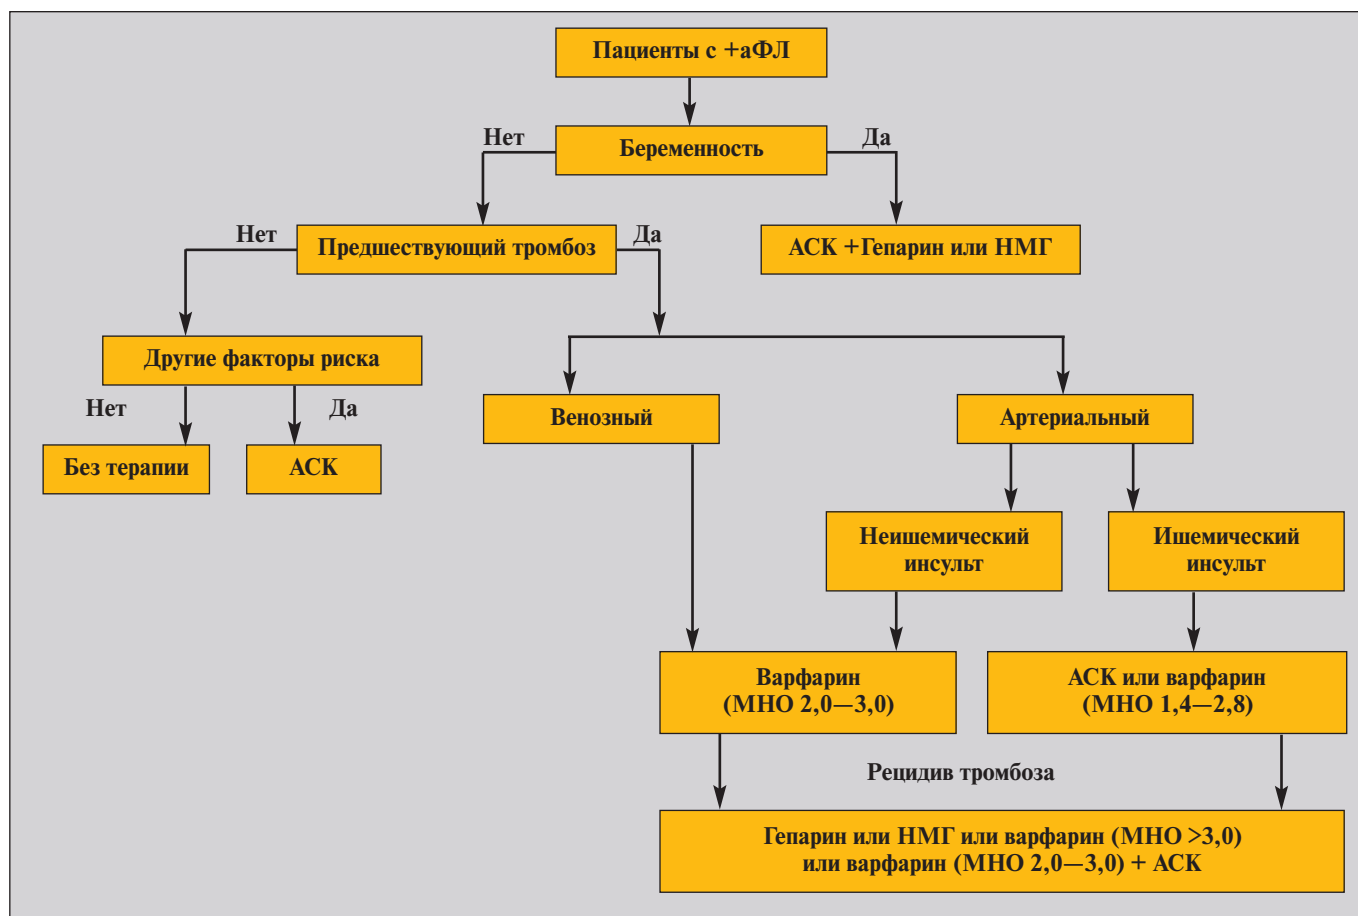 Пациенты с +аФЛ
Нет
Да
Беременность
Нет
Да
Предшествующий тромбоз
АСК +Гепарин или НМГ
Другие факторы риска
Нет
Да
Венозный
Артериальный
Без терапии
АСК
Неишемический
инсульт
Ишемический
инсульт
Варфарин
(МНО 2,0—3,0)
АСК или варфарин
(МНО 1,4—2,8)
Рецидив тромбоза
Гепарин или НМГ или варфарин (МНО >3,0)
или варфарин (МНО 2,0—3,0) + АСК